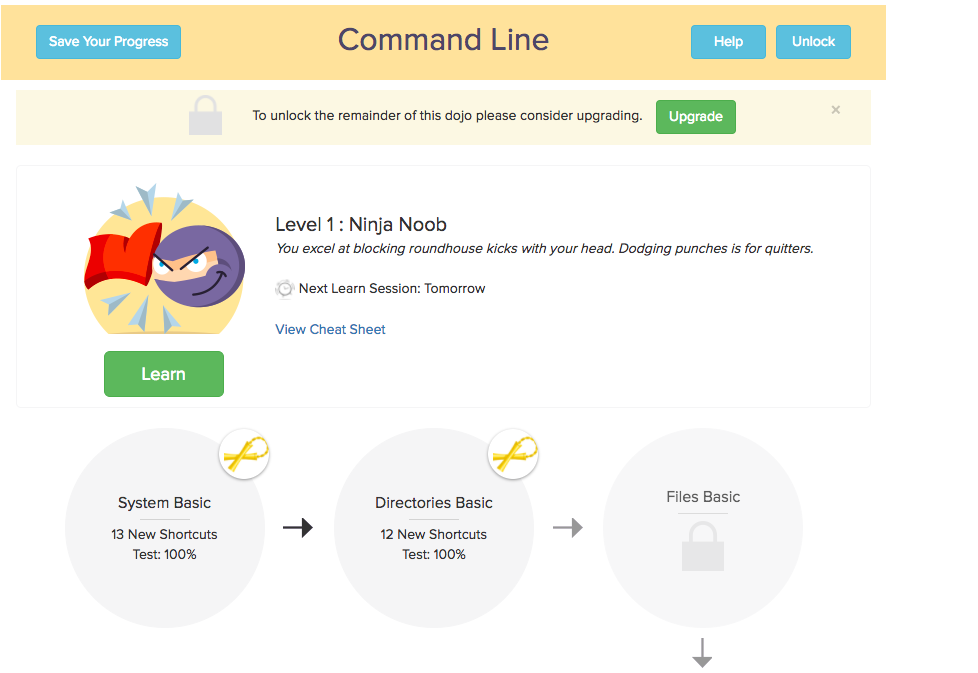 Save Your Progress
Command Line
Help
Unlock
To unlock the remainder of this dojo please consider upgrading.
Upgrade
×
Level 1 : Ninja Noob
You excel at blocking roundhouse kicks with your head. Dodging punches is for quitters.
Next Learn Session: Tomorrow
View Cheat Sheet
Learn
System Basic
13 New Shortcuts
Test: 100%
Directories Basic
12 New Shortcuts
Test: 100%
Files Basic